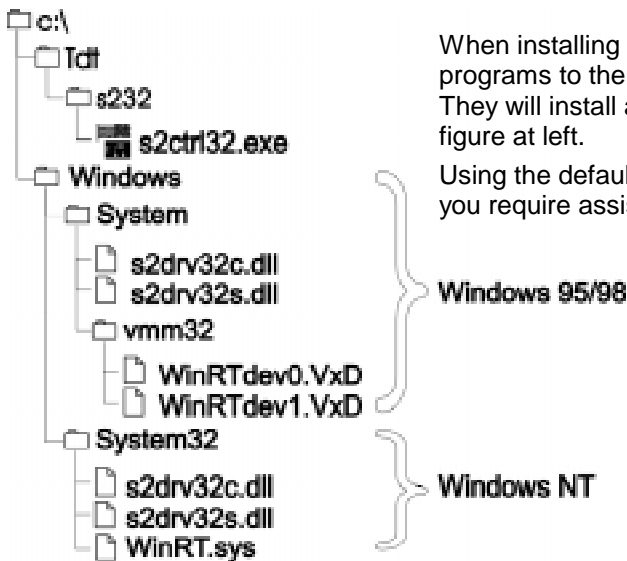 c:\
Tdt
s232
s2ctrl32.exe
Windows
System
s2drv32c.dll
s2drv32s.dll
vmm32
WinRTdev0.VxD
WinRTdev1.VxD
System32
s2drv32c.dll
s2drv32s.dll
WinRT.sys
Windows 95/98
Windows NT
When installing
programs to the
They will install a
figure at left.
Using the defaul
you require assis